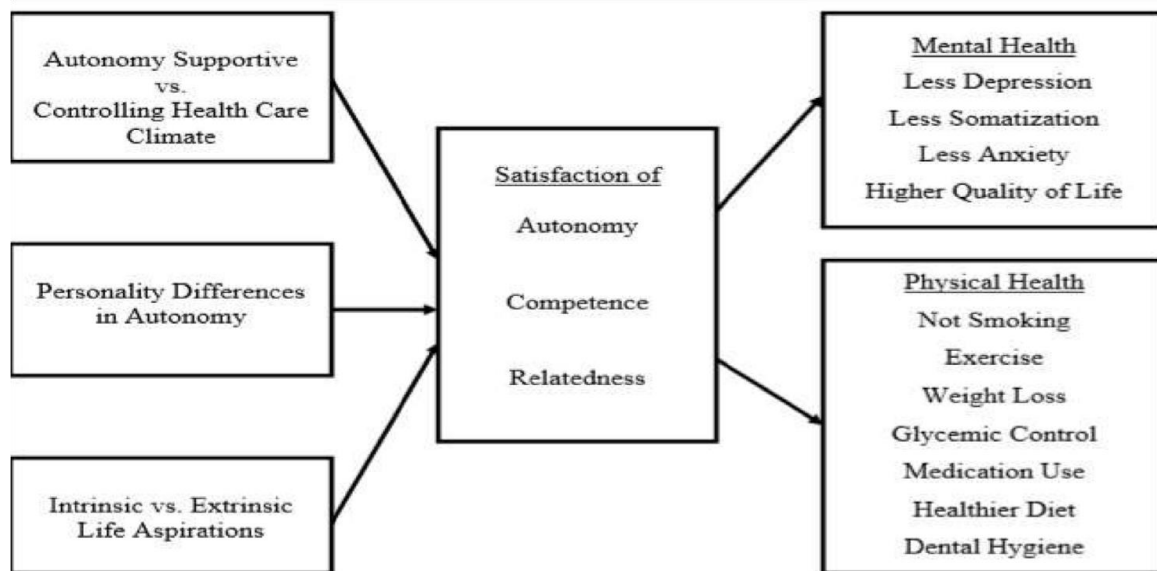 Autonomy Supportive
vs.
Controlling Health Care
Climate
Personality Differences
in Autonomy
Intrinsic vs. Extrinsic
Life Aspirations
Satisfaction of
Autonomy
Competence
Relatedness
Mental Health
Less Depression
Less Somatization
Less Anxiety
Higher Quality of Life
Physical Health
Not Smoking
Exercise
Weight Loss
Glycemic Control
Medication Use
Healthier Diet
Dental Hygiene